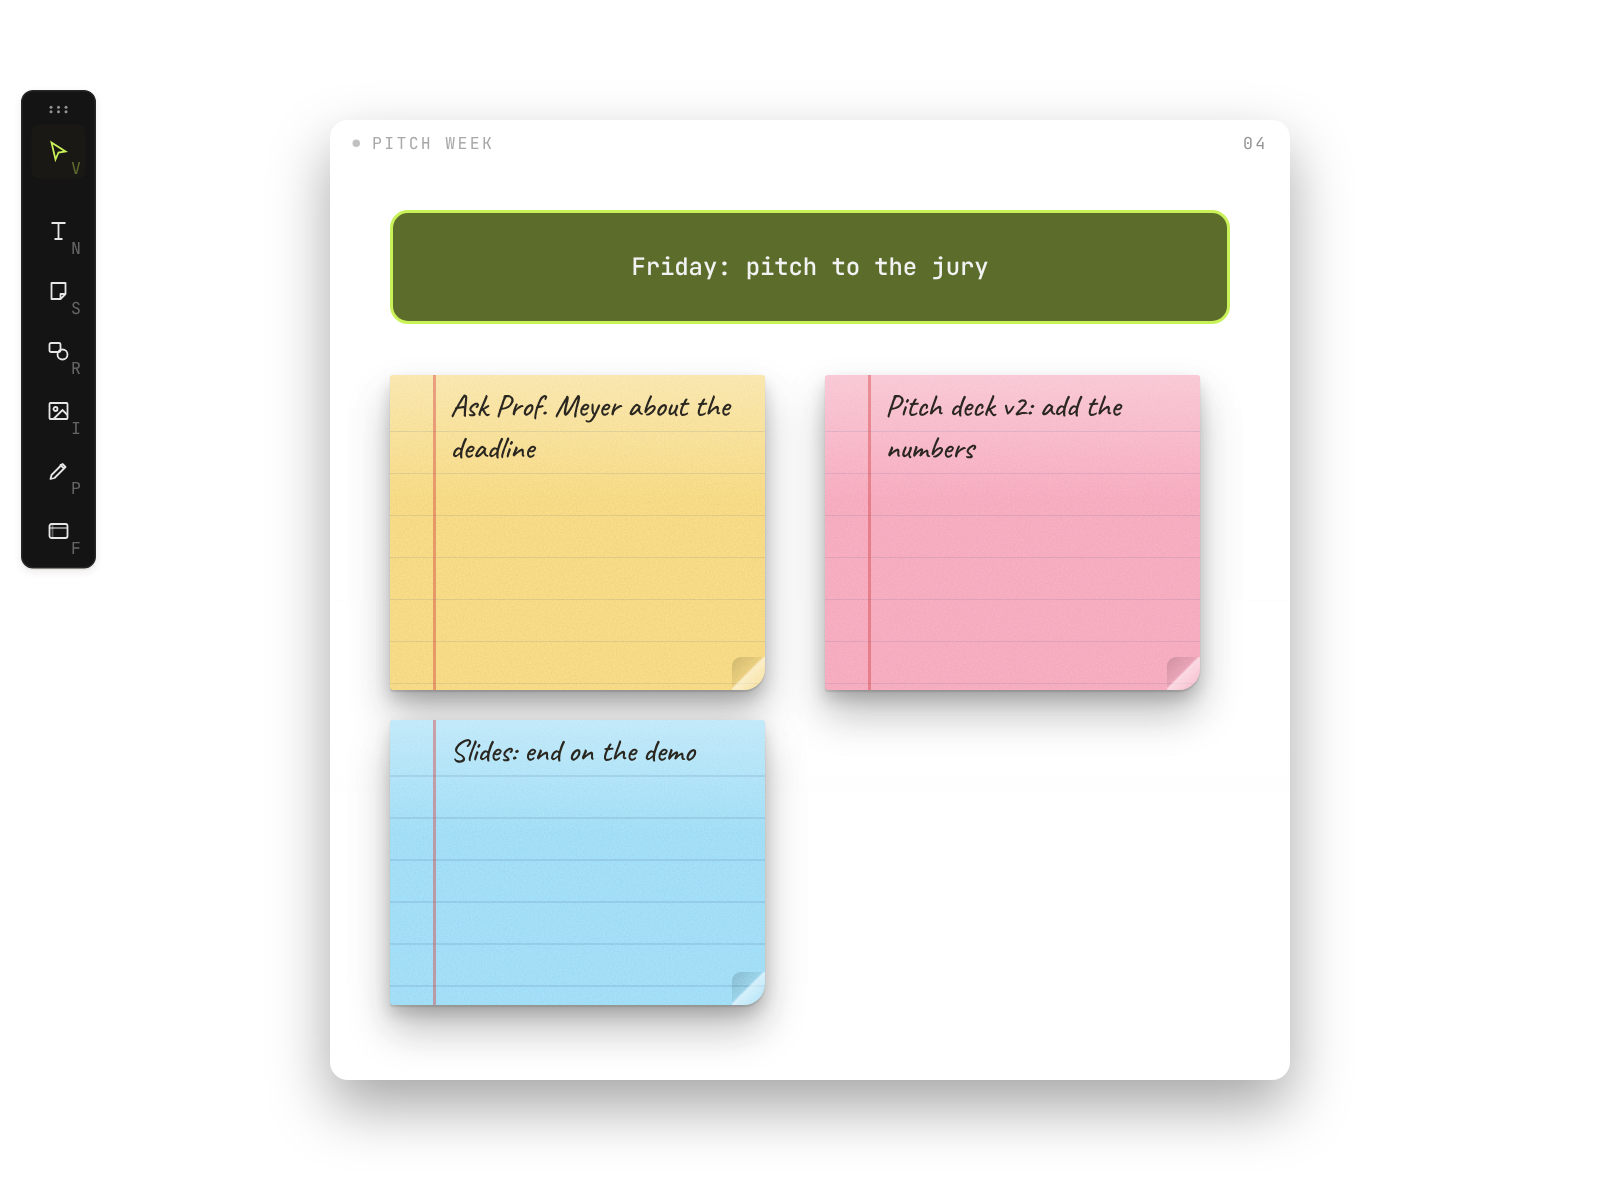 PITCH WEEK
04
Friday: pitch to the jury
Ask Prof. Meyer about the
deadline
Pitch deck v2: add the
numbers
Slides: end on the demo
V
N
S
R
I
P
F